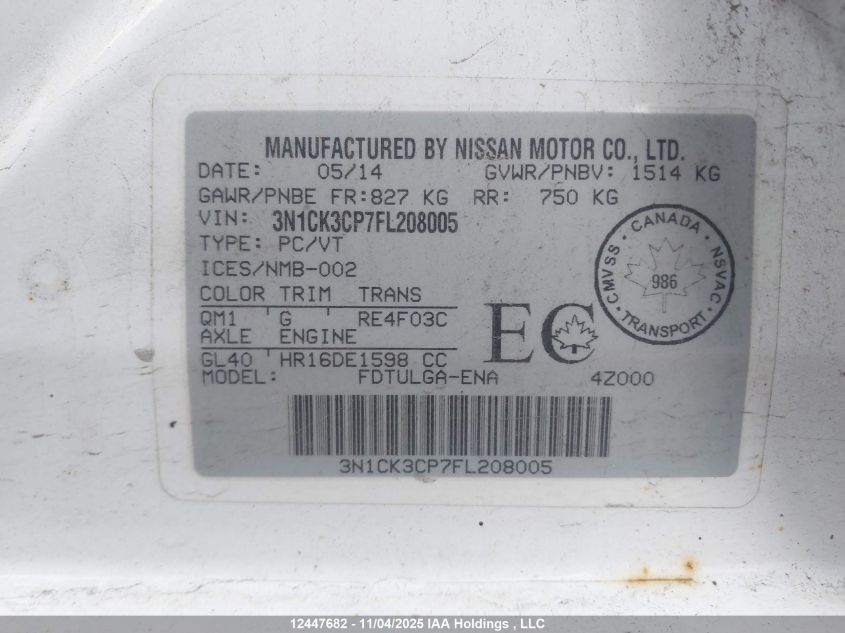 MANUFACTURED BY NISSAN MOTOR CO., LTD.
DATE: 05/14 GVWR/PNBV: 1514 KG
GAWR/PNBE FR:827 KG RR: 750 KG
VIN: 3N1CK3CP7FL208005
TYPE: PC/VT
ICES/NMB-002
COLOR TRIM TRANS
QM1 G RE4F03C
AXLE ENGINE
GL40 HR16DE1598 CC
MODEL: FDTULGA-ENA 4Z000
EC
CANADA
CMVSS NSVAC
986
TRANSPORT
3N1CK3CP7FL208005
12447682 - 11/04/2025 IAA Holdings , LLC